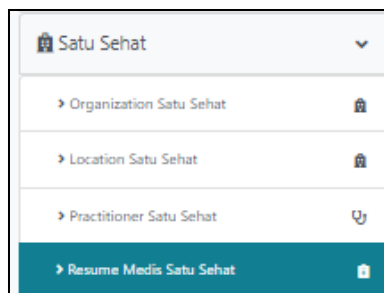 Satu Sehat
Organization Satu Sehat
Location Satu Sehat
Practitioner Satu Sehat
Resume Medis Satu Sehat